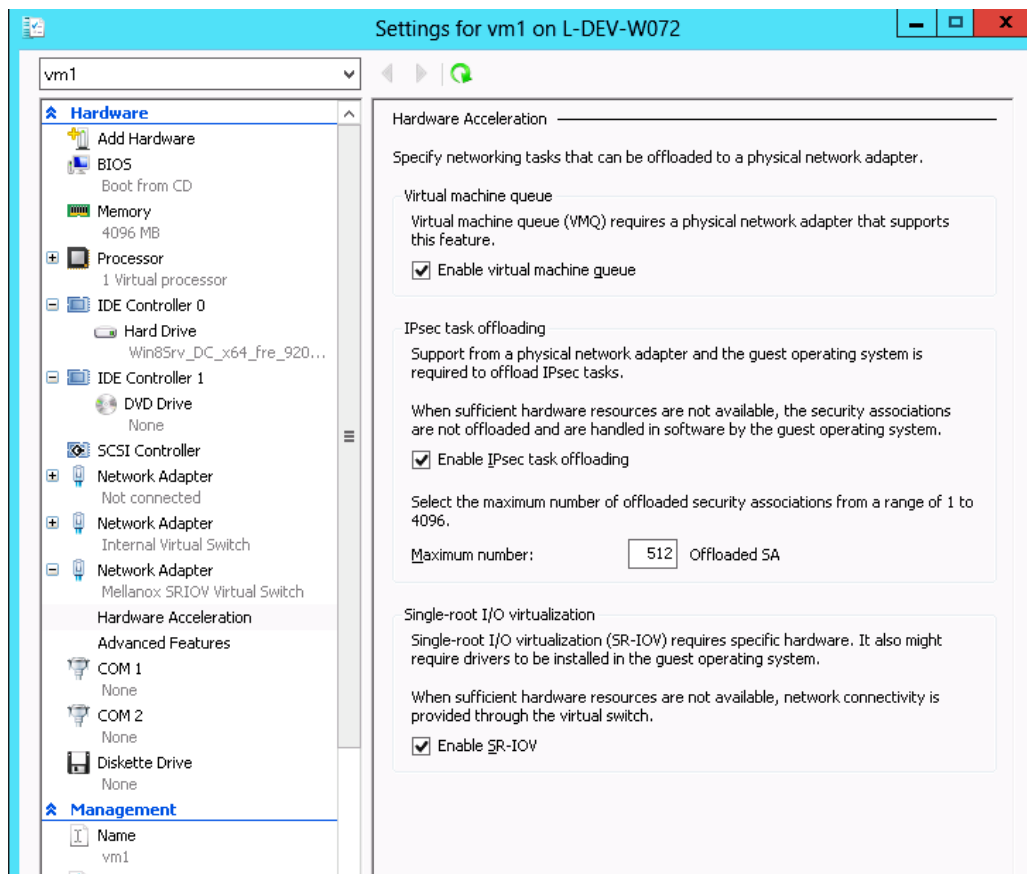 Settings for vm1 on L-DEV-W072
vm1
Hardware
Add Hardware
BIOS
Boot from CD
Memory
4096 MB
Processor
1 Virtual processor
IDE Controller 0
Hard Drive
Win8Srv_DC_x64_fre_920...
IDE Controller 1
DVD Drive
None
SCSI Controller
Network Adapter
Not connected
Network Adapter
Internal Virtual Switch
Network Adapter
Mellanox SRIOV Virtual Switch
Hardware Acceleration
Advanced Features
COM 1
None
COM 2
None
Diskette Drive
None
Management
Name
vm1
Hardware Acceleration
Specify networking tasks that can be offloaded to a physical network adapter.
Virtual machine queue
Virtual machine queue (VMQ) requires a physical network adapter that supports
this feature.
Enable virtual machine queue
IPsec task offloading
Support from a physical network adapter and the guest operating system is
required to offload IPsec tasks.
When sufficient hardware resources are not available, the security associations
are not offloaded and are handled in software by the guest operating system.
Enable IPsec task offloading
Select the maximum number of offloaded security associations from a range of 1 to
4096.
Maximum number: 512 Offloaded SA
Single-root I/O virtualization
Single-root I/O virtualization (SR-IOV) requires specific hardware. It also might
require drivers to be installed in the guest operating system.
When sufficient hardware resources are not available, network connectivity is
provided through the virtual switch.
Enable SR-IOV